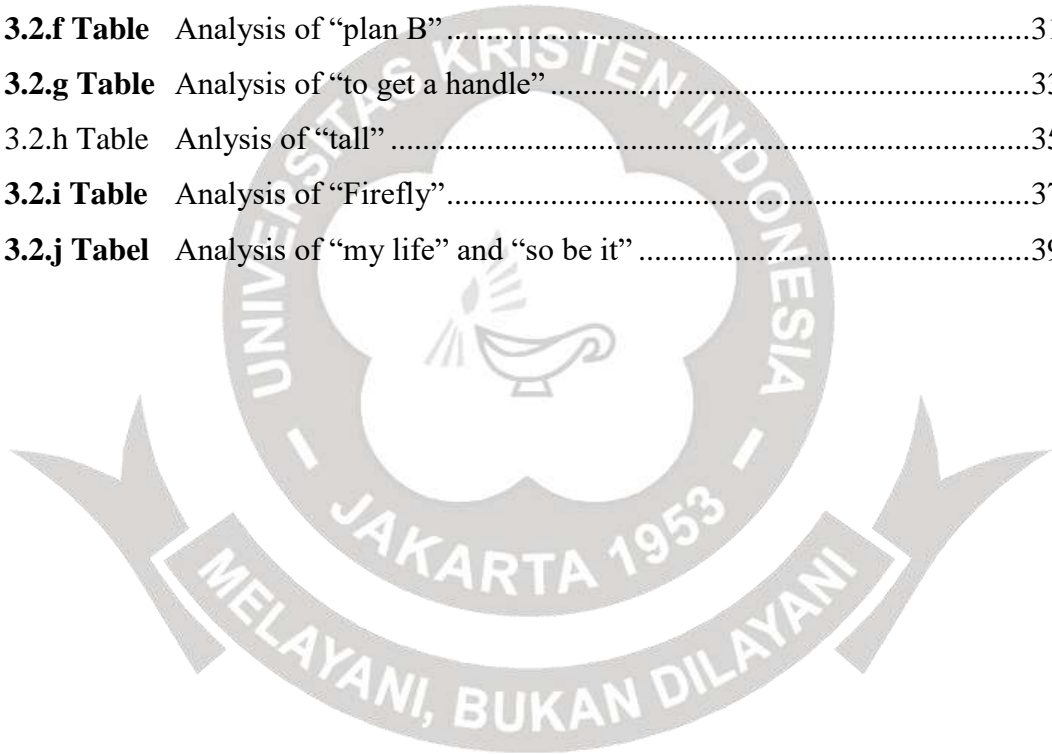 3.2.f Table Analysis of “plan B”.......................................................................31
3.2.g Table Analysis of “to get a handle”..........................................................33
3.2.h Table Anlysis of “tall”..............................................................................35
3.2.i Table Analysis of “Firefly”.......................................................................37
3.2.j Tabel Analysis of “my life” and “so be it”................................................39
UNIVERSITAS KRISTEN INDONESIA
JAKARTA 1953
MELAYANI, BUKAN DILAYANI